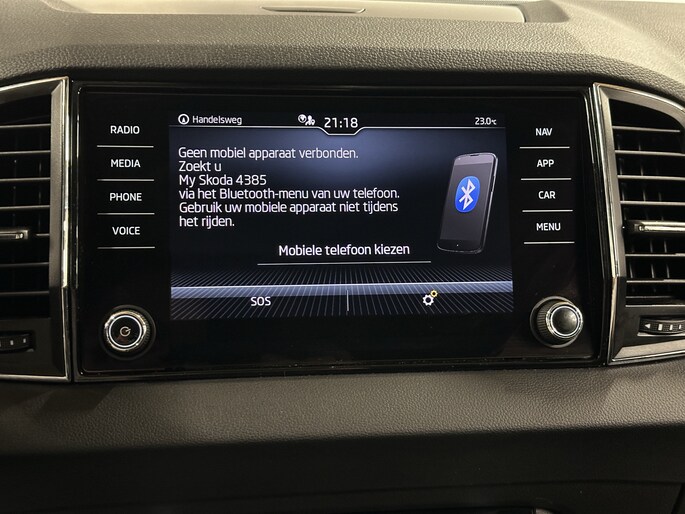 Handelsweg 21:18 23.0°C
RADIO
MEDIA
PHONE
VOICE
Geen mobiel apparaat verbonden.
Zoekt u
My Skoda 4385
via het Bluetooth-menu van uw telefoon.
Gebruik uw mobiele apparaat niet tijdens
het rijden.
Mobiele telefoon kiezen
SOS
NAV
APP
CAR
MENU